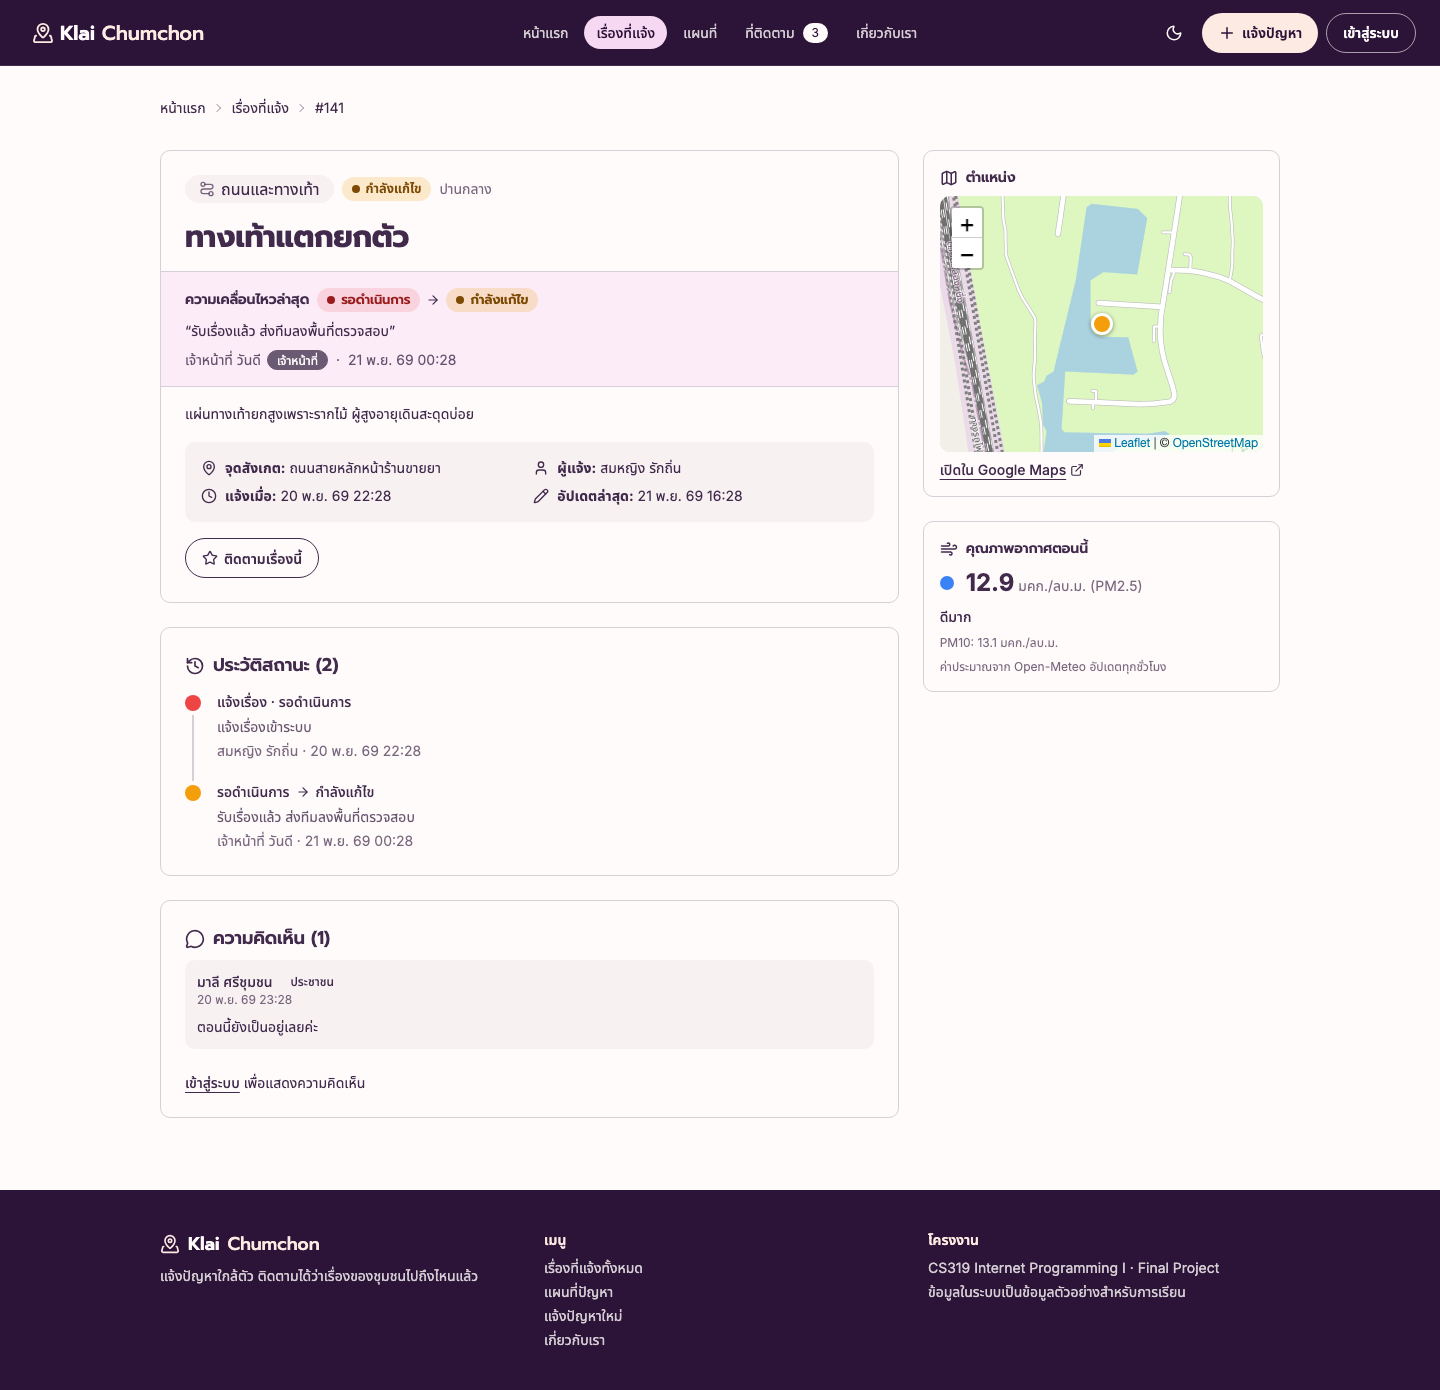 Klai Chumchon
หน้าแรก
เรื่องที่แจ้ง
แผนที่
ที่ติดตาม 3
เกี่ยวกับเรา
แจ้งปัญหา
เข้าสู่ระบบ
หน้าแรก > เรื่องที่แจ้ง > #141
ถนนและทางเท้า กำลังแก้ไข ปานกลาง
ทางเท้าแตกยกตัว
ความเคลื่อนไหวล่าสุด รอดำเนินการ → กำลังแก้ไข
“รับเรื่องแล้ว ส่งทีมลงพื้นที่ตรวจสอบ”
เจ้าหน้าที่ วันดี เจ้าหน้าที่ · 21 พ.ย. 69 00:28
แผ่นทางเท้ายกสูงเพราะรากไม้ ผู้สูงอายุเดินสะดุดบ่อย
จุดสังเกต: ถนนสายหลักหน้าร้านขายยา
ผู้แจ้ง: สมหญิง รักถิ่น
แจ้งเมื่อ: 20 พ.ย. 69 22:28
อัปเดตล่าสุด: 21 พ.ย. 69 16:28
ติดตามเรื่องนี้
ประวัติสถานะ (2)
แจ้งเรื่อง · รอดำเนินการ
แจ้งเรื่องเข้าระบบ
สมหญิง รักถิ่น · 20 พ.ย. 69 22:28
รอดำเนินการ → กำลังแก้ไข
รับเรื่องแล้ว ส่งทีมลงพื้นที่ตรวจสอบ
เจ้าหน้าที่ วันดี · 21 พ.ย. 69 00:28
ความคิดเห็น (1)
มาลี ศรีชุมชน ประชาชน
20 พ.ย. 69 23:28
ตอนนี้ยังเป็นอยู่เลยค่ะ
เข้าสู่ระบบ เพื่อแสดงความคิดเห็น
ตำแหน่ง
+
−
Leaflet | © OpenStreetMap
เปิดใน Google Maps
คุณภาพอากาศตอนนี้
12.9 มคก./ลบ.ม. (PM2.5)
ดีมาก
PM10: 13.1 มคก./ลบ.ม.
ค่าประมาณจาก Open-Meteo อัปเดตทุกชั่วโมง
Klai Chumchon
แจ้งปัญหาใกล้ตัว ติดตามได้ว่าเรื่องของชุมชนไปถึงไหนแล้ว
เมนู
เรื่องที่แจ้งทั้งหมด
แผนที่ปัญหา
แจ้งปัญหาใหม่
เกี่ยวกับเรา
โครงงาน
CS319 Internet Programming I · Final Project
ข้อมูลในระบบเป็นข้อมูลตัวอย่างสำหรับการเรียน